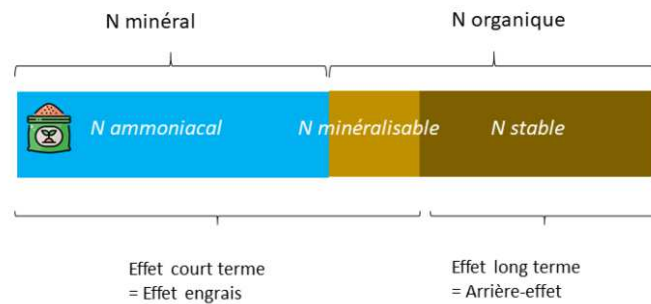 N minéral
N organique
N ammoniacal
N minéralisable
N stable
Effet court terme
= Effet engrais
Effet long terme
= Arrière-effet